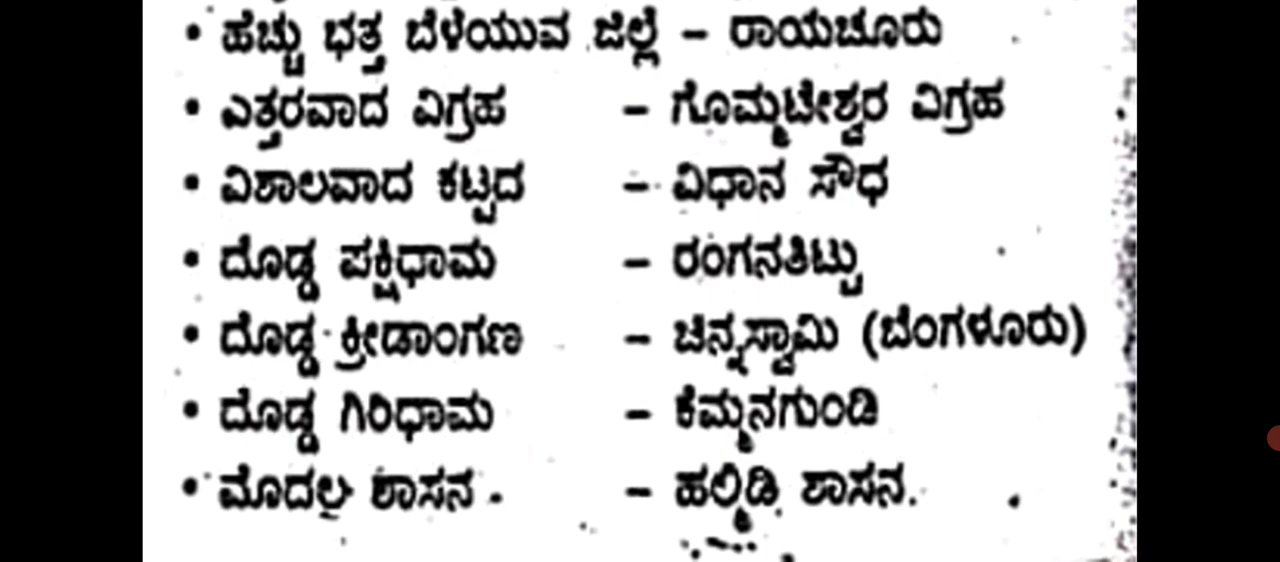 • ಹೆಚ್ಚು ಭತ್ತ ಬೆಳೆಯುವ ಜಿಲ್ಲೆ – ರಾಯಚೂರು
• ಎತ್ತರವಾದ ವಿಗ್ರಹ – ಗೊಮ್ಮಟೇಶ್ವರ ವಿಗ್ರಹ
• ವಿಶಾಲವಾದ ಕಟ್ಟದ – ವಿಧಾನ ಸೌಧ
• ದೊಡ್ಡ ಪಕ್ಷಿಧಾಮ – ರಂಗನತಿಟ್ಟು
• ದೊಡ್ಡ ಕ್ರೀಡಾಂಗಣ – ಚಿನ್ನಸ್ವಾಮಿ (ಬೆಂಗಳೂರು)
• ದೊಡ್ಡ ಗಿರಿಧಾಮ – ಕೆಮ್ಮನಗುಂಡಿ
• ಮೊದಲ ಶಾಸನ – ಹಲ್ಮಿಡಿ ಶಾಸನ.